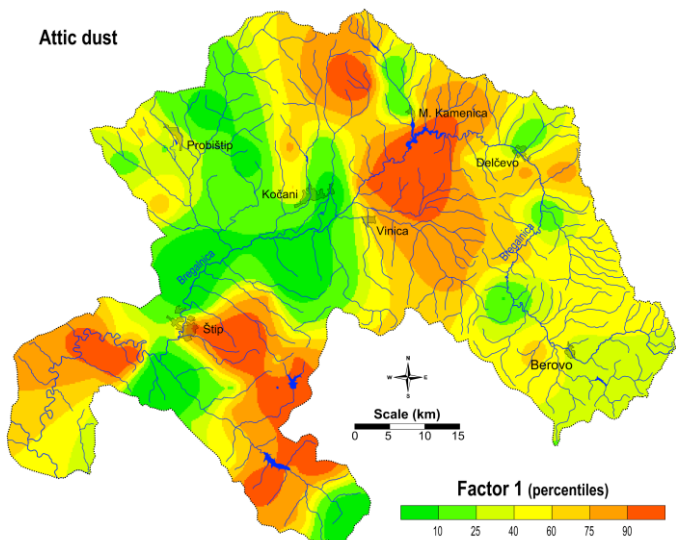 Attic dust
M. Kamenica
Probištip
Delčevo
Kočani
Vinica
Bregalnica
Bregalnica
Štip
Berovo
N
W E
S
Scale (km)
0 5 10 15
Factor 1 (percentiles)
10 25 40 60 75 90